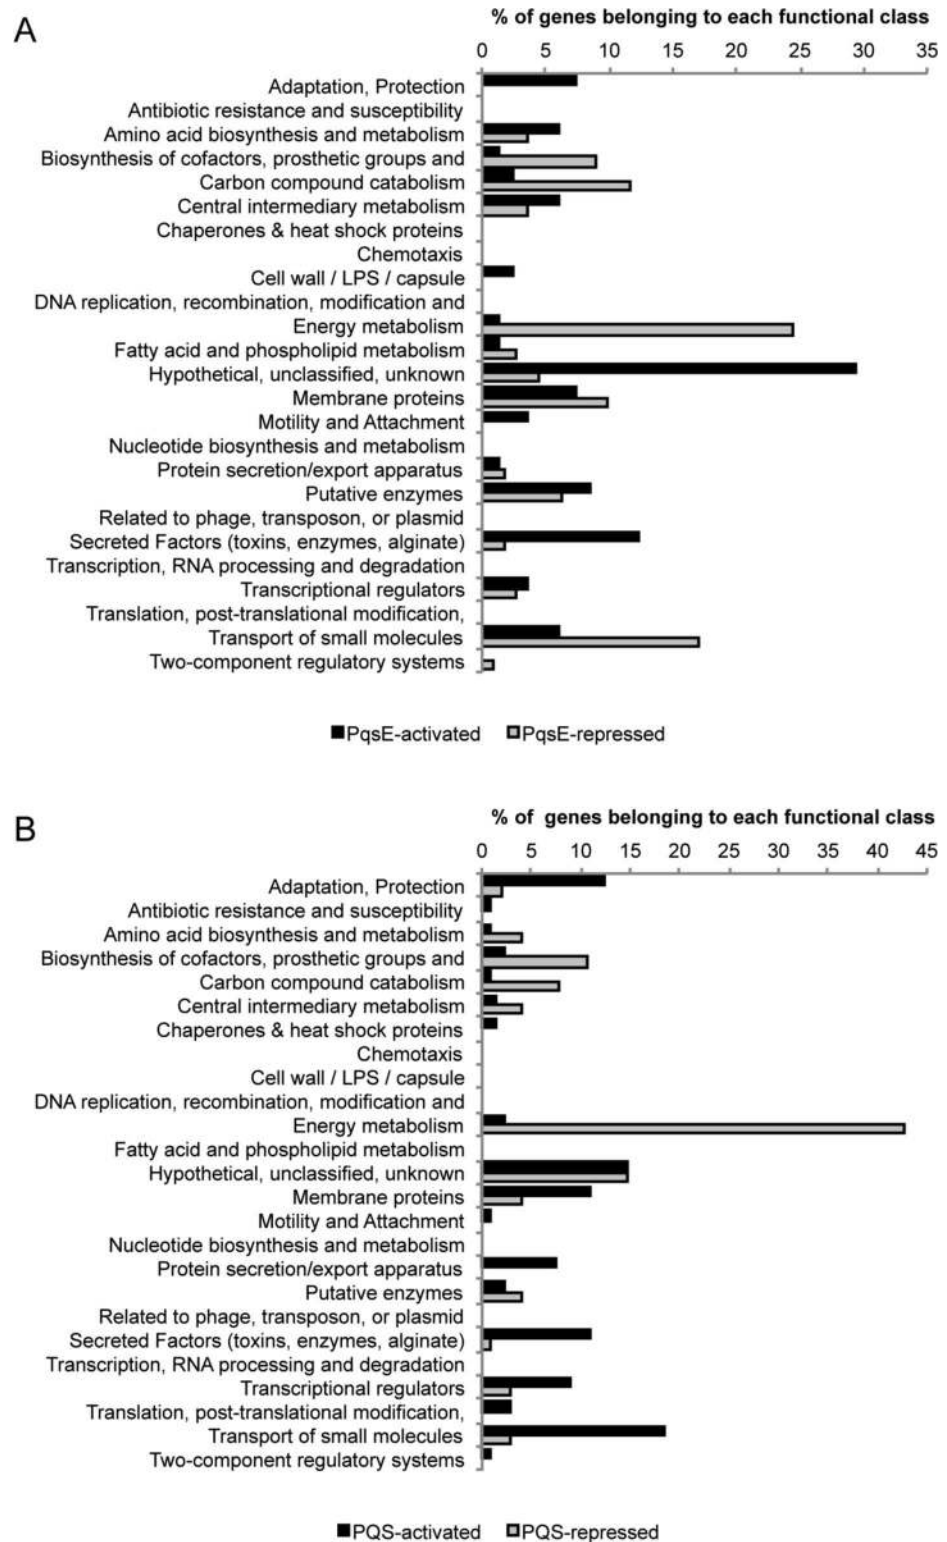 A
% of genes belonging to each functional class
0 5 10 15 20 25 30 35
Adaptation, Protection
Antibiotic resistance and susceptibility
Amino acid biosynthesis and metabolism
Biosynthesis of cofactors, prosthetic groups and
Carbon compound catabolism
Central intermediary metabolism
Chaperones & heat shock proteins
Chemotaxis
Cell wall / LPS / capsule
DNA replication, recombination, modification and
Energy metabolism
Fatty acid and phospholipid metabolism
Hypothetical, unclassified, unknown
Membrane proteins
Motility and Attachment
Nucleotide biosynthesis and metabolism
Protein secretion/export apparatus
Putative enzymes
Related to phage, transposon, or plasmid
Secreted Factors (toxins, enzymes, alginate)
Transcription, RNA processing and degradation
Transcriptional regulators
Translation, post-translational modification,
Transport of small molecules
Two-component regulatory systems
PqsE-activated PqsE-repressed
B
% of genes belonging to each functional class
0 5 10 15 20 25 30 35 40 45
Adaptation, Protection
Antibiotic resistance and susceptibility
Amino acid biosynthesis and metabolism
Biosynthesis of cofactors, prosthetic groups and
Carbon compound catabolism
Central intermediary metabolism
Chaperones & heat shock proteins
Chemotaxis
Cell wall / LPS / capsule
DNA replication, recombination, modification and
Energy metabolism
Fatty acid and phospholipid metabolism
Hypothetical, unclassified, unknown
Membrane proteins
Motility and Attachment
Nucleotide biosynthesis and metabolism
Protein secretion/export apparatus
Putative enzymes
Related to phage, transposon, or plasmid
Secreted Factors (toxins, enzymes, alginate)
Transcription, RNA processing and degradation
Transcriptional regulators
Translation, post-translational modification,
Transport of small molecules
Two-component regulatory systems
PQS-activated PQS-repressed